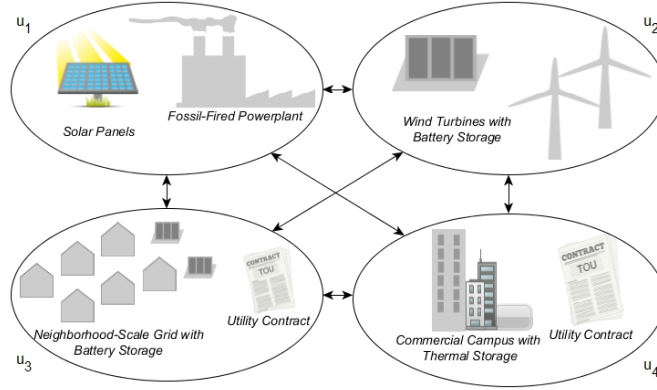 u1
u2
Solar Panels
Fossil-Fired Powerplant
Wind Turbines with
Battery Storage
CONTRACT
TOU
CONTRACT
TOU
Neighborhood-Scale Grid with
Battery Storage
Utility Contract
Commercial Campus with
Thermal Storage
Utility Contract
u3
u4